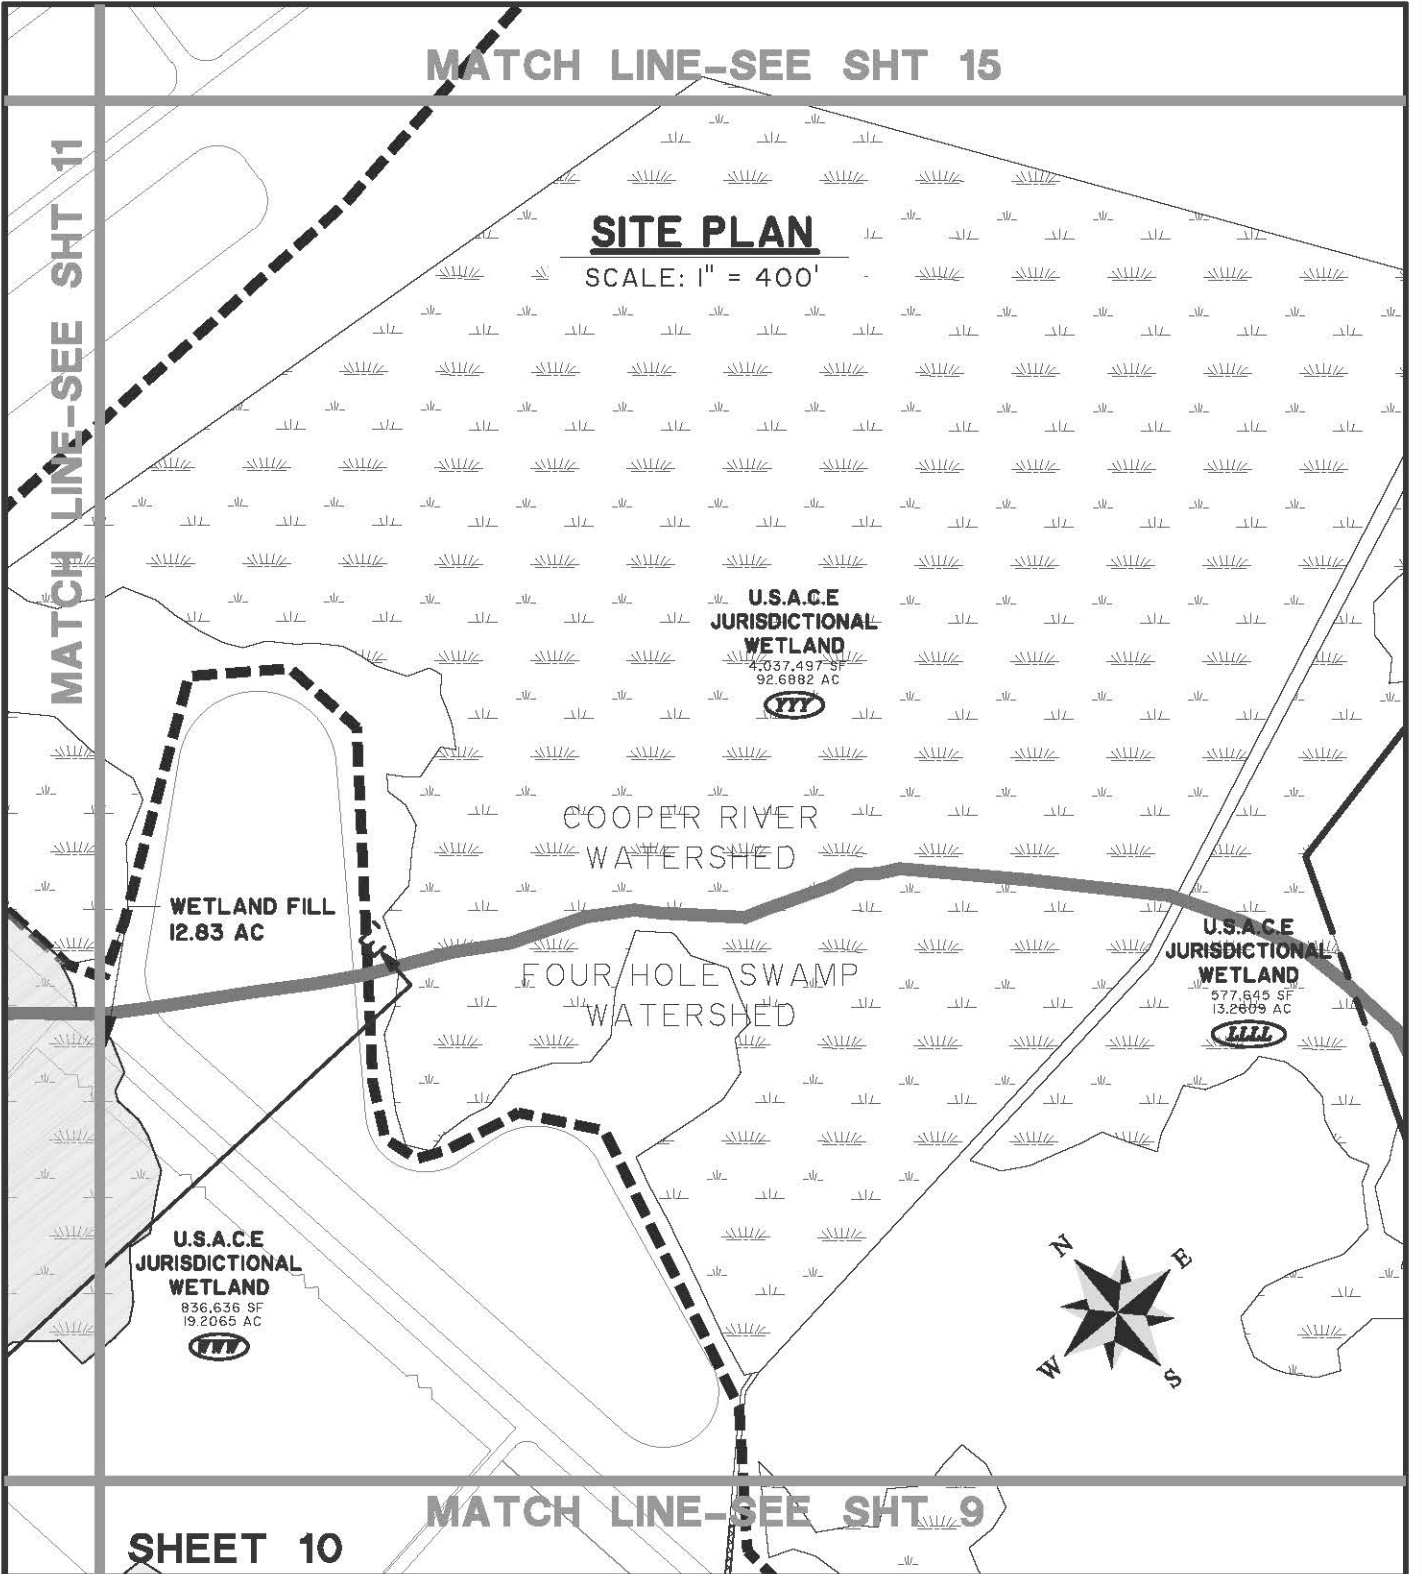 MATCH LINE-SEE SHT 15
MATCH LINE-SEE SHT 11
SITE PLAN
SCALE: 1" = 400'
U.S.A.C.E
JURISDICTIONAL
WETLAND
4,037,497 SF
92.6882 AC
YYY
COOPER RIVER
WATERSHED
WETLAND FILL
12.83 AC
FOUR HOLE SWAMP
WATERSHED
U.S.A.C.E
JURISDICTIONAL
WETLAND
577,645 SF
13.2609 AC
LLLL
U.S.A.C.E
JURISDICTIONAL
WETLAND
836,636 SF
19.2065 AC
WWW
N
E
W
S
MATCH LINE-SEE SHT 9
SHEET 10